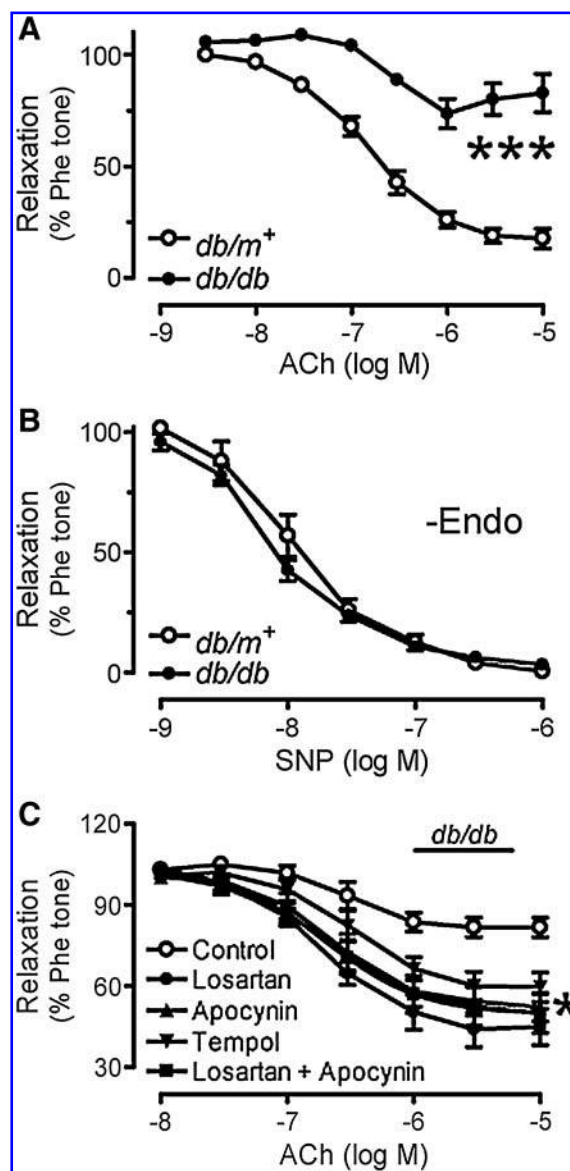 A
Relaxation
(% Phe tone)
100
50
0
db/m+
db/db
***
-9 -8 -7 -6 -5
ACh (log M)
B
Relaxation
(% Phe tone)
100
50
0
-Endo
db/m+
db/db
-9 -8 -7 -6
SNP (log M)
C
Relaxation
(% Phe tone)
120
90
60
30
db/db
Control
Losartan
Apocynin
Tempol
Losartan + Apocynin
*
-8 -7 -6 -5
ACh (log M)